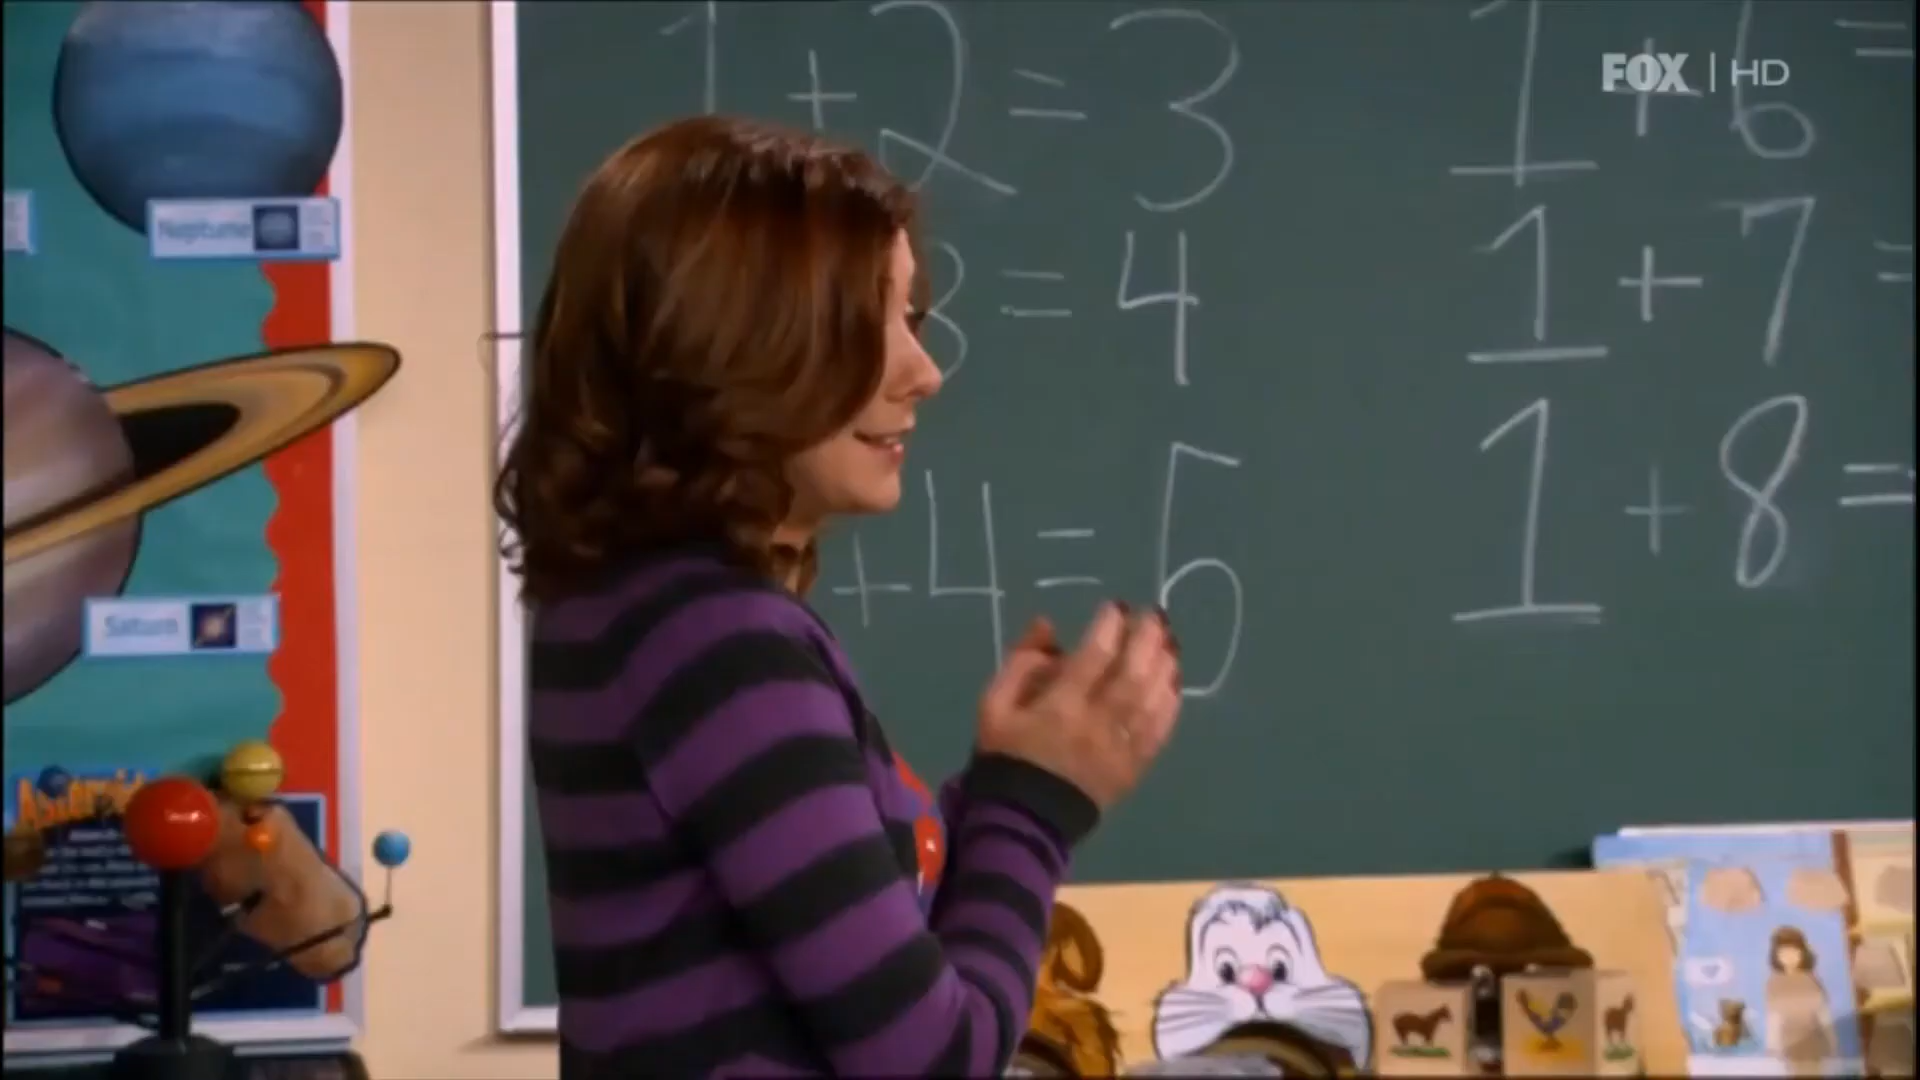 FOX | HD
1 + 2 = 3
3 = 4
+ 4 = 5
1 + 6 =
1 + 7 =
1 + 8 =
Neptune
Saturn